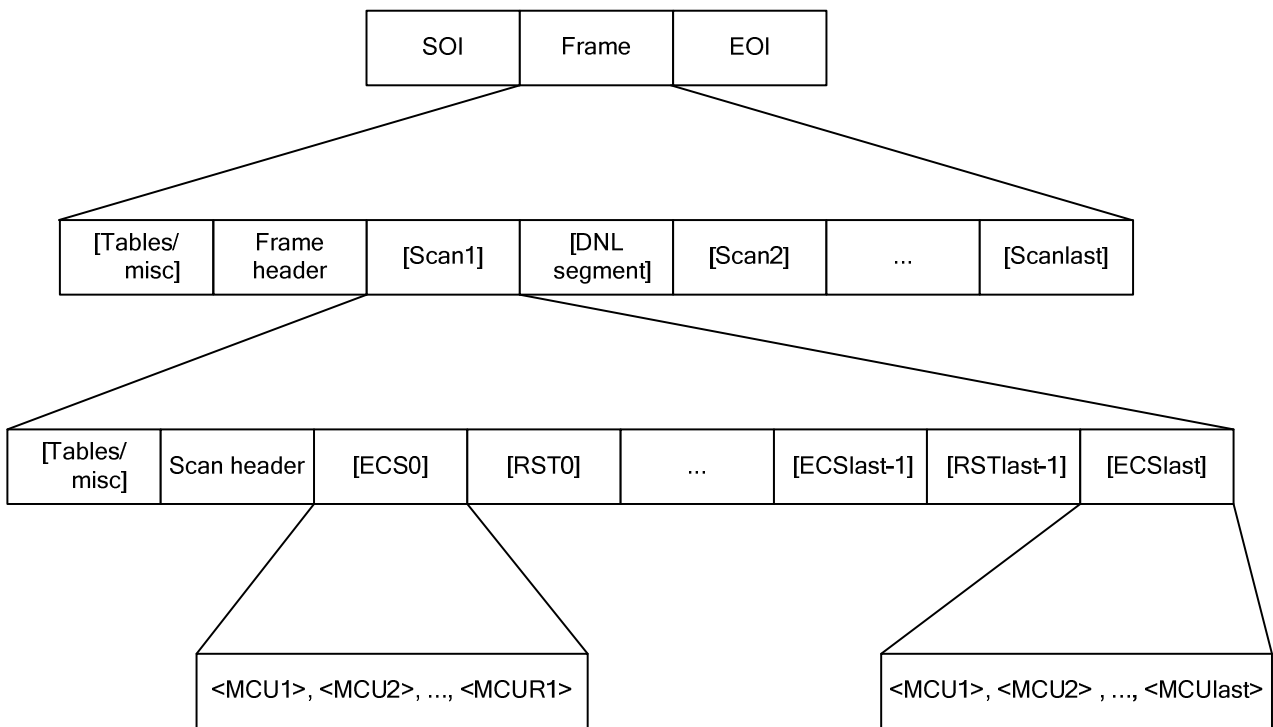 SOI Frame EOI
[Tables/
misc]
Frame
header
[Scan1]
[DNL
segment]
[Scan2]
...
[Scanlast]
[Tables/
misc]
Scan header
[ECS0]
[RST0]
...
[ECSlast-1]
[RSTlast-1]
[ECSlast]
<MCU1>, <MCU2>, ..., <MCUR1>
<MCU1>, <MCU2> , ..., <MCUlast>